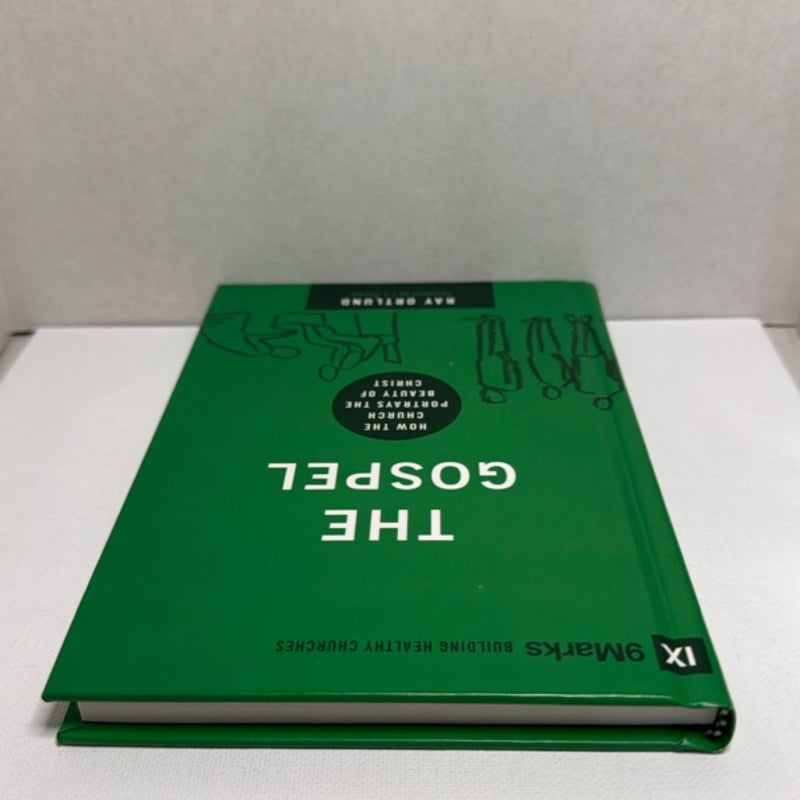 IX 9Marks BUILDING HEALTHY CHURCHES
THE
GOSPEL
HOW THE
CHURCH
PORTRAYS THE
BEAUTY OF
CHRIST
RAY ORTLUND